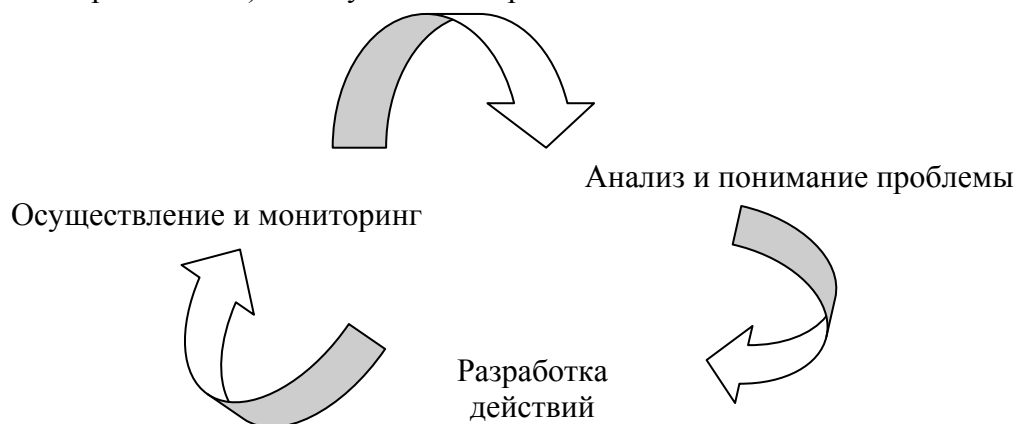 Анализ и понимание проблемы
Осуществление и мониторинг
Разработка
действий